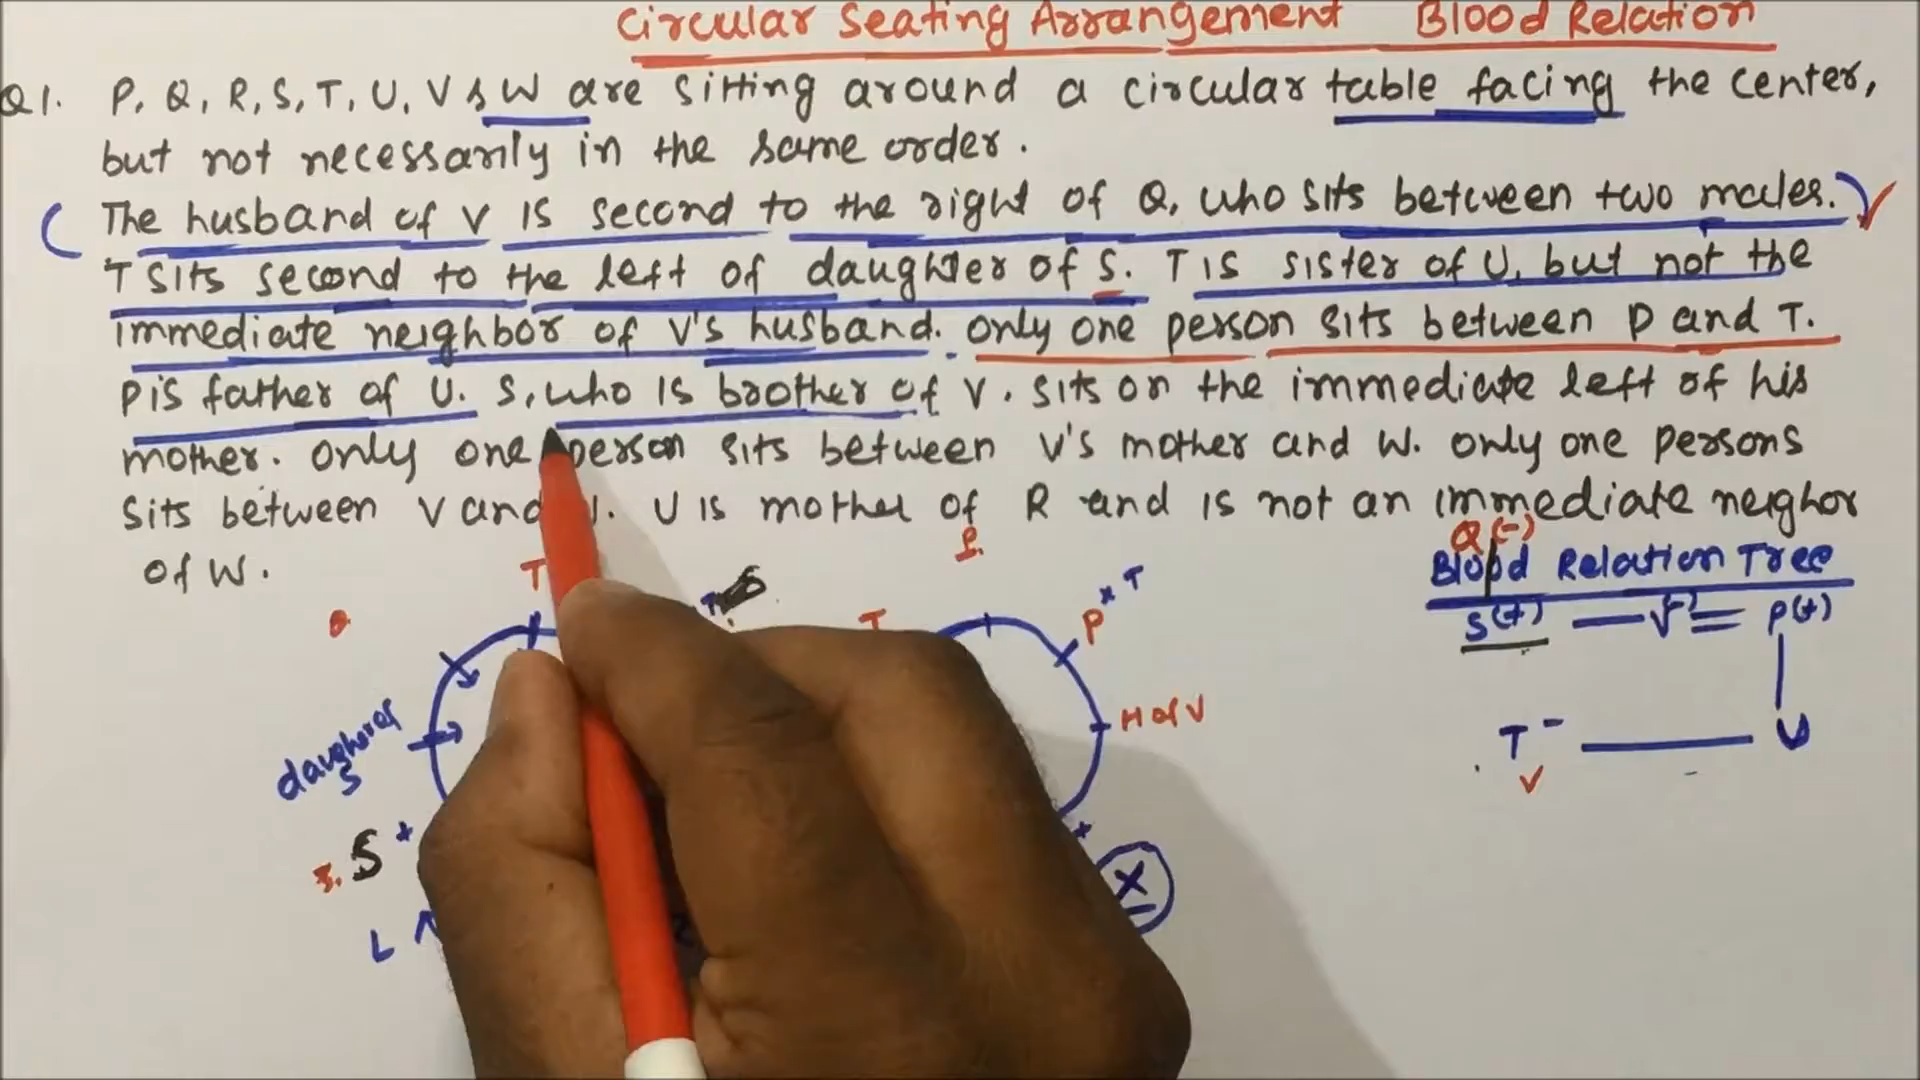 Circular Seating Arrangement Blood Relation
Q1. P, Q, R, S, T, U, V & W are sitting around a circular table facing the center,
but not necessarily in the same order.
The husband of V is second to the right of Q, who sits between two males.
T sits second to the left of daughter of S. T is sister of U, but not the
immediate neighbor of V's husband. only one person sits between P and T.
P is father of U. S, who is brother of V. sits on the immediate left of his
mother. only one person sits between V's mother and W. only one persons
sits between V and . U is mother of R and is not an immediate neighor
of W.
Q (-)
Blood Relation Tree
S(+) V(-) P(+)
T - U
V
T
P.
T
P x T
H of V
daugher of
S
S
L
X